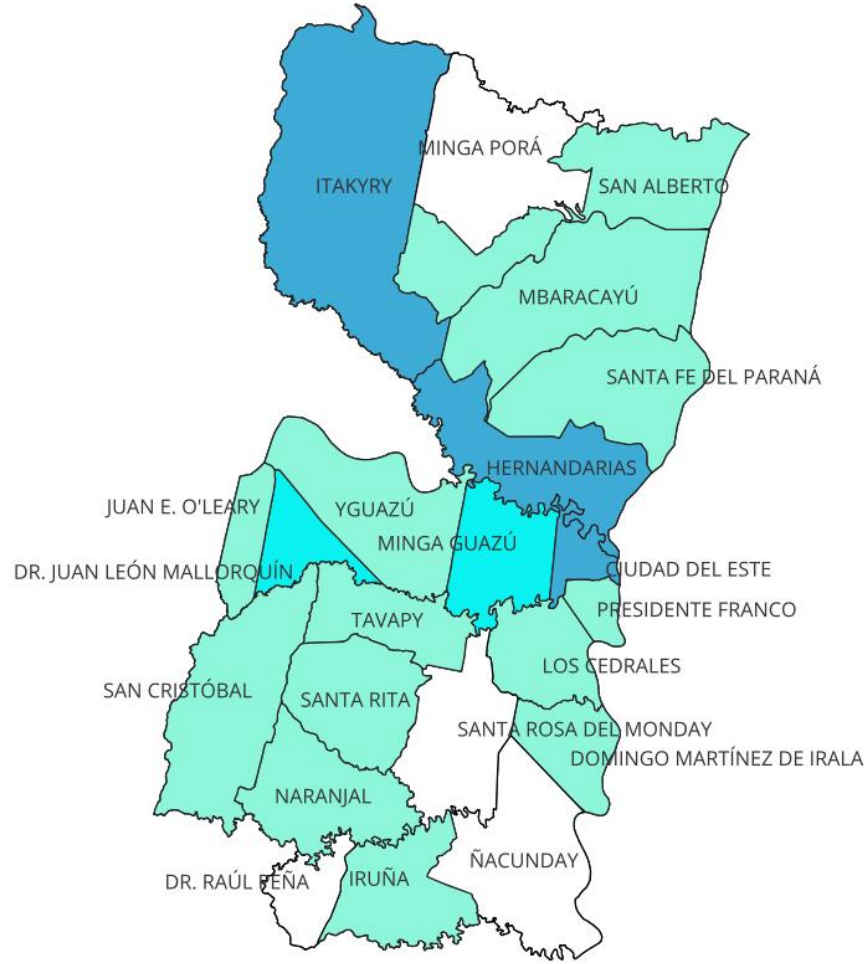 MINGA PORÁ
ITAKYRY
SAN ALBERTO
MBARACAYÚ
SANTA FE DEL PARANÁ
HERNANDARIAS
JUAN E. O'LEARY
YGUAZÚ
MINGA GUAZÚ
DR. JUAN LEÓN MALLORQUÍN
CIUDAD DEL ESTE
PRESIDENTE FRANCO
TAVAPY
LOS CEDRALES
SAN CRISTÓBAL
SANTA RITA
SANTA ROSA DEL MONDAY
DOMINGO MARTÍNEZ DE IRALA
NARANJAL
ÑACUNDAY
DR. RAÚL PEÑA
IRUÑA